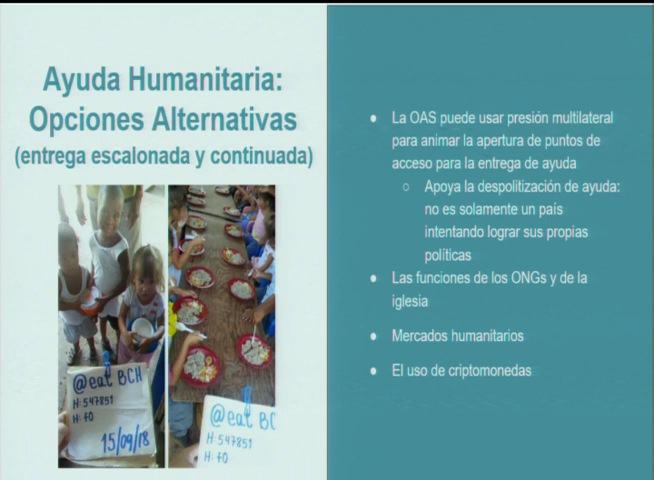 Ayuda Humanitaria:
Opciones Alternativas
(entrega escalonada y continuada)
@eat BCH
H: 547851
H: f0
15/09/18
@eat BC
H: 547851
H: f0
● La OAS puede usar presión multilateral
para animar la apertura de puntos de
acceso para la entrega de ayuda
○ Apoya la despolitización de ayuda:
no es solamente un país
intentando lograr sus propias
políticas
● Las funciones de los ONGs y de la
iglesia
● Mercados humanitarios
● El uso de criptomonedas